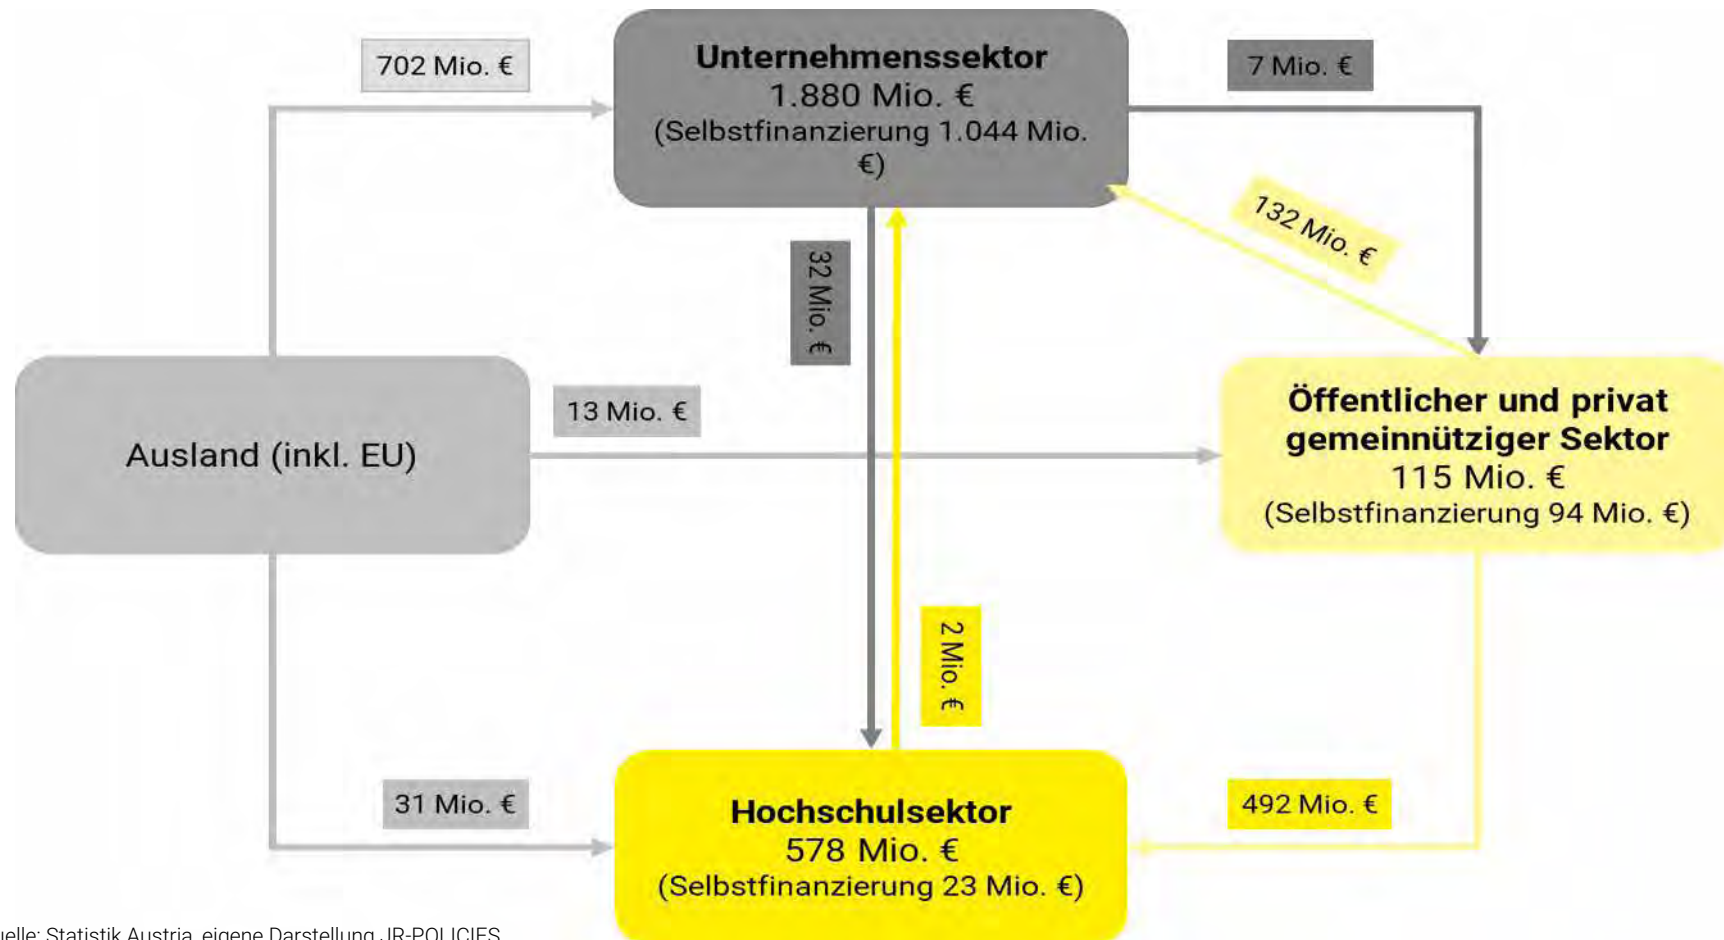 702 Mio. €
Unternehmenssektor
1.880 Mio. €
(Selbstfinanzierung 1.044 Mio.
€)
7 Mio. €
132 Mio. €
32 Mio. €
13 Mio. €
Ausland (inkl. EU)
Öffentlicher und privat
gemeinnütziger Sektor
115 Mio. €
(Selbstfinanzierung 94 Mio. €)
2 Mio. €
31 Mio. €
Hochschulsektor
578 Mio. €
(Selbstfinanzierung 23 Mio. €)
492 Mio. €
uelle: Statistik Austria, eigene Darstellung JR-POLICIES